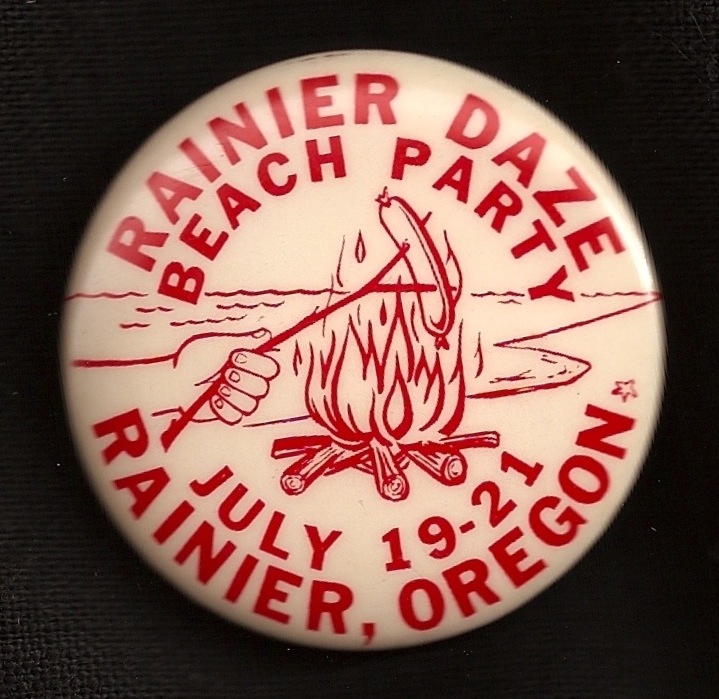 RAINIER DAZE
BEACH PARTY
JULY 19-21
RAINIER, OREGON